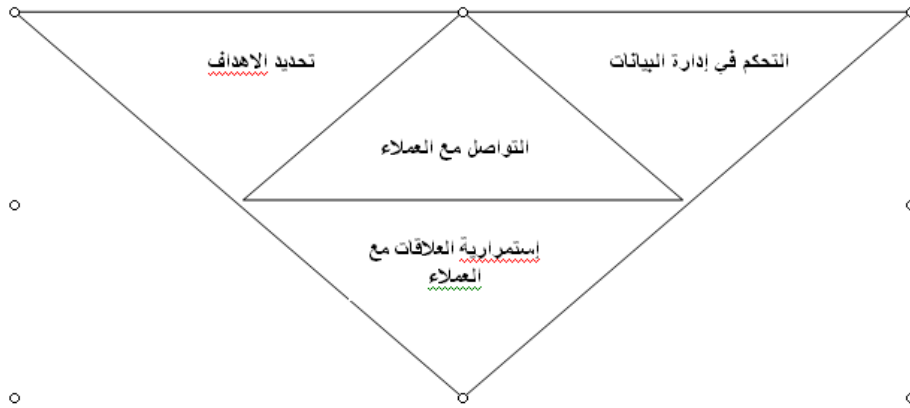 التحكم في إدارة البيانات
تحديد الاهداف
التواصل مع العملاء
إستمرارية العلاقات مع
العملاء